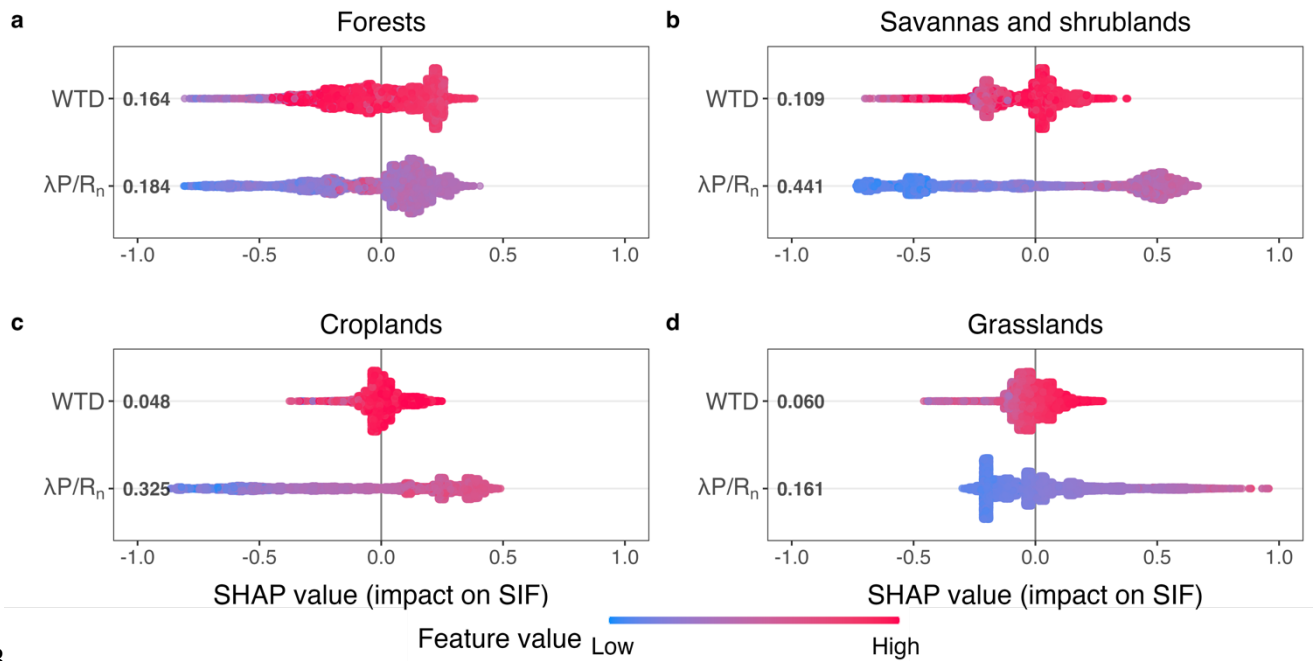 a Forests
WTD 0.164
λP/Rn 0.184
-1.0 -0.5 0.0 0.5 1.0
b Savannas and shrublands
WTD 0.109
λP/Rn 0.441
-1.0 -0.5 0.0 0.5 1.0
c Croplands
WTD 0.048
λP/Rn 0.325
-1.0 -0.5 0.0 0.5 1.0
SHAP value (impact on SIF)
d Grasslands
WTD 0.060
λP/Rn 0.161
-1.0 -0.5 0.0 0.5 1.0
SHAP value (impact on SIF)
Feature value Low High